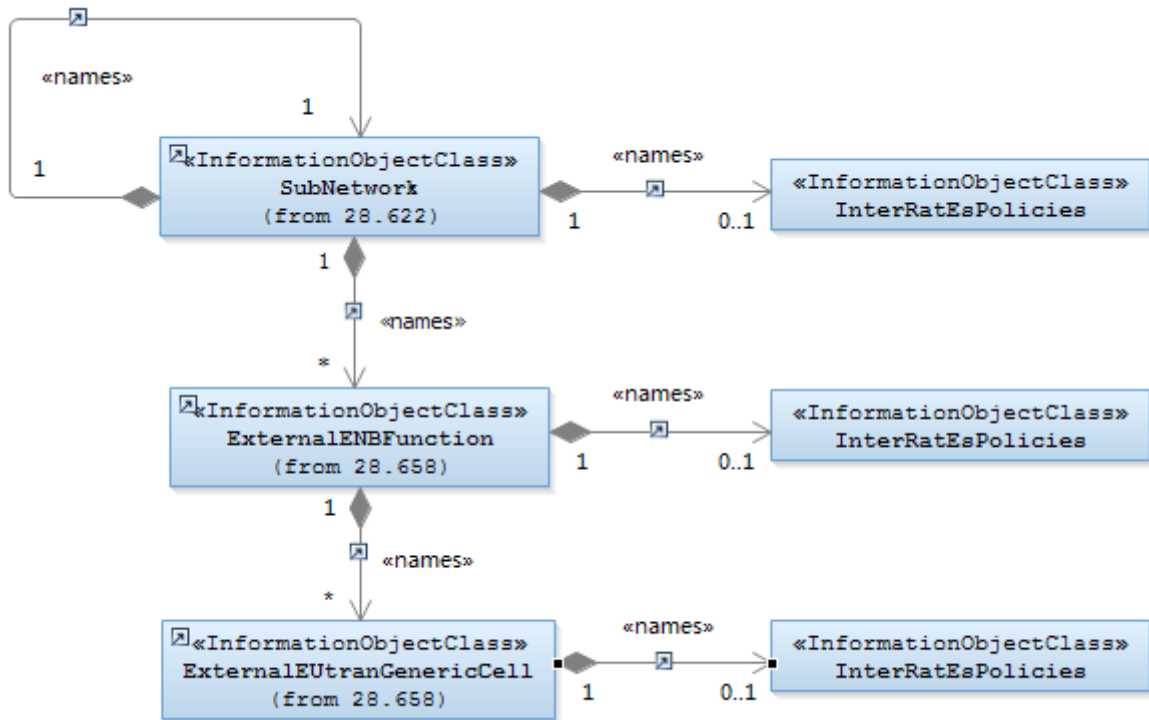 «names»
1
1
«InformationObjectClass»
SubNetwork
(from 28.622)
«names»
1
0..1
«InformationObjectClass»
InterRatEsPolicies
1
«names»
*
«InformationObjectClass»
ExternalENBFunction
(from 28.658)
«names»
1
0..1
«InformationObjectClass»
InterRatEsPolicies
1
«names»
*
«InformationObjectClass»
ExternalEUtranGenericCell
(from 28.658)
«names»
1
0..1
«InformationObjectClass»
InterRatEsPolicies